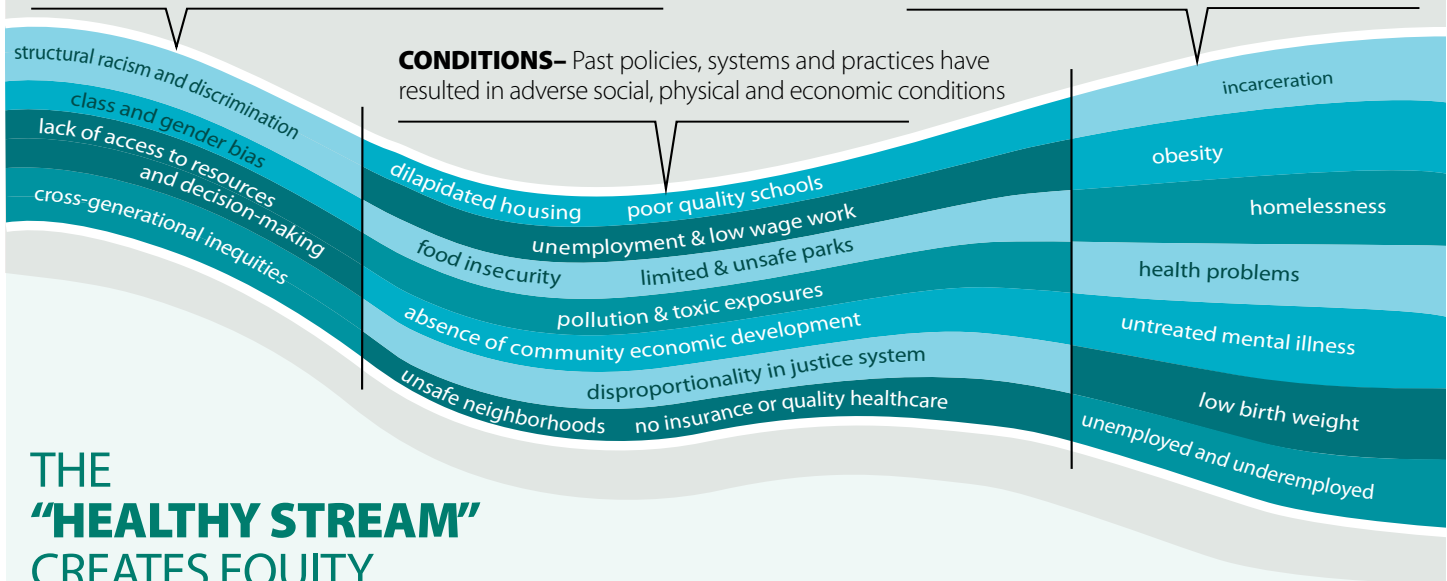 CONDITIONS– Past policies, systems and practices have
resulted in adverse social, physical and economic conditions
structural racism and discrimination
class and gender bias
lack of access to resources
and decision-making
cross-generational inequities
dilapidated housing
poor quality schools
unemployment & low wage work
food insecurity
limited & unsafe parks
pollution & toxic exposures
absence of community economic development
disproportionality in justice system
unsafe neighborhoods
no insurance or quality healthcare
incarceration
obesity
homelessness
health problems
untreated mental illness
low birth weight
unemployed and underemployed
THE
“HEALTHY STREAM”
CREATES EQUITY